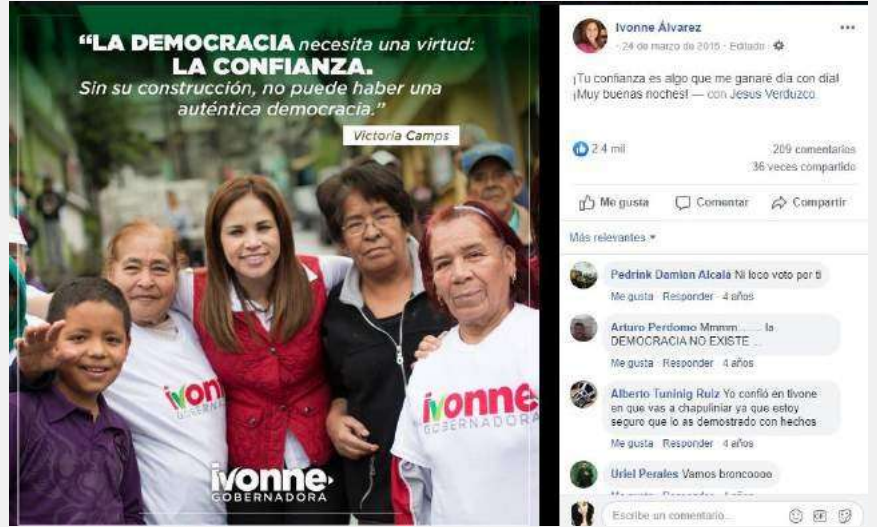 “LA DEMOCRACIA necesita una virtud:
LA CONFIANZA.
Sin su construcción, no puede haber una
auténtica democracia.”
Victoria Camps
ivon
GOBERNA
ivonne
GOBERNADORA
ivonne
GOBERNADORA
Ivonne Álvarez
24 de marzo de 2015 · Editado ·
¡Tu confianza es algo que me ganaré día con día!
¡Muy buenas noches! — con Jesus Verduzco
2.4 mil
209 comentarios
36 veces compartido
Me gusta Comentar Compartir
Más relevantes
Pedrink Damian Alcala Ni loco voto por ti
Me gusta · Responder · 4 años
Arturo Perdomo Mmmm....... la
DEMOCRACIA NO EXISTE ...
Me gusta · Responder · 4 años
Alberto Tuninig Ruiz Yo confió en tivone
en que vas a chapuliniar ya que estoy
seguro que lo as demostrado con hechos
Me gusta · Responder · 4 años
Uriel Perales Vamos broncoooo
Escribe un comentario...
GIF